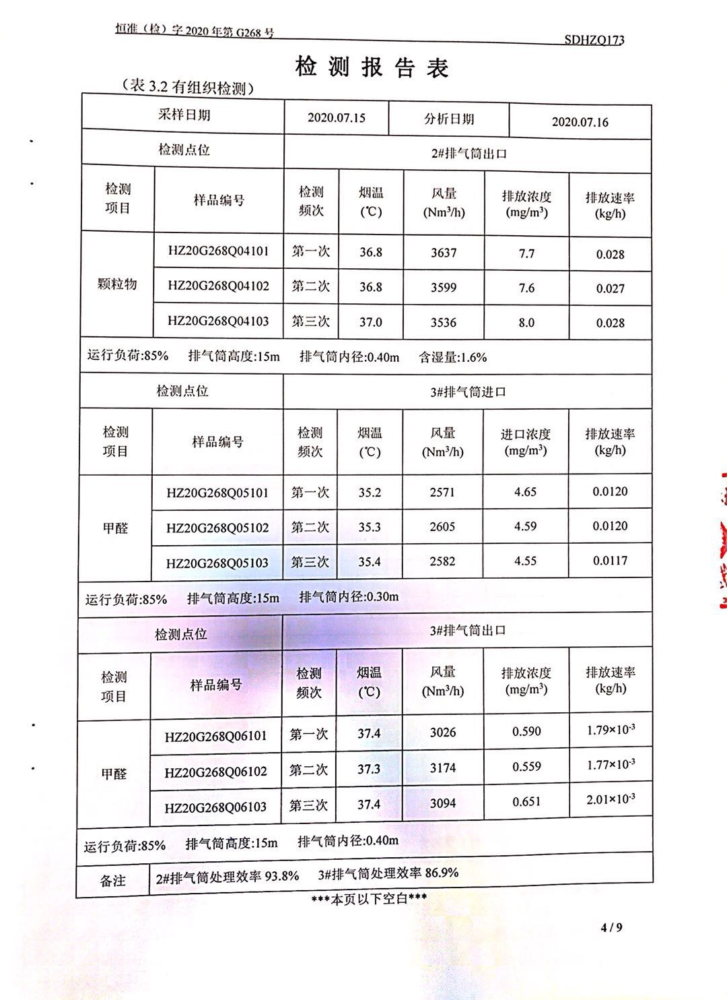 恒准（检）字 2020 年第 G268 号
SDHZQ173
检测报告表
（表 3.2 有组织检测）
采样日期 2020.07.15 分析日期 2020.07.16
检测点位 2#排气筒出口
检测项目 样品编号 检测频次 烟温(℃) 风量(Nm³/h) 排放浓度(mg/m³) 排放速率(kg/h)
颗粒物 HZ20G268Q04101 第一次 36.8 3637 7.7 0.028
HZ20G268Q04102 第二次 36.8 3599 7.6 0.027
HZ20G268Q04103 第三次 37.0 3536 8.0 0.028
运行负荷:85% 排气筒高度:15m 排气筒内径:0.40m 含湿量:1.6%
检测点位 3#排气筒进口
检测项目 样品编号 检测频次 烟温(℃) 风量(Nm³/h) 进口浓度(mg/m³) 排放速率(kg/h)
甲醛 HZ20G268Q05101 第一次 35.2 2571 4.65 0.0120
HZ20G268Q05102 第二次 35.3 2605 4.59 0.0120
HZ20G268Q05103 第三次 35.4 2582 4.55 0.0117
运行负荷:85% 排气筒高度:15m 排气筒内径:0.30m
检测点位 3#排气筒出口
检测项目 样品编号 检测频次 烟温(℃) 风量(Nm³/h) 排放浓度(mg/m³) 排放速率(kg/h)
甲醛 HZ20G268Q06101 第一次 37.4 3026 0.590 1.79×10⁻³
HZ20G268Q06102 第二次 37.3 3174 0.559 1.77×10⁻³
HZ20G268Q06103 第三次 37.4 3094 0.651 2.01×10⁻³
运行负荷:85% 排气筒高度:15m 排气筒内径:0.40m
备注 2#排气筒处理效率 93.8% 3#排气筒处理效率 86.9%
***本页以下空白***
4 / 9